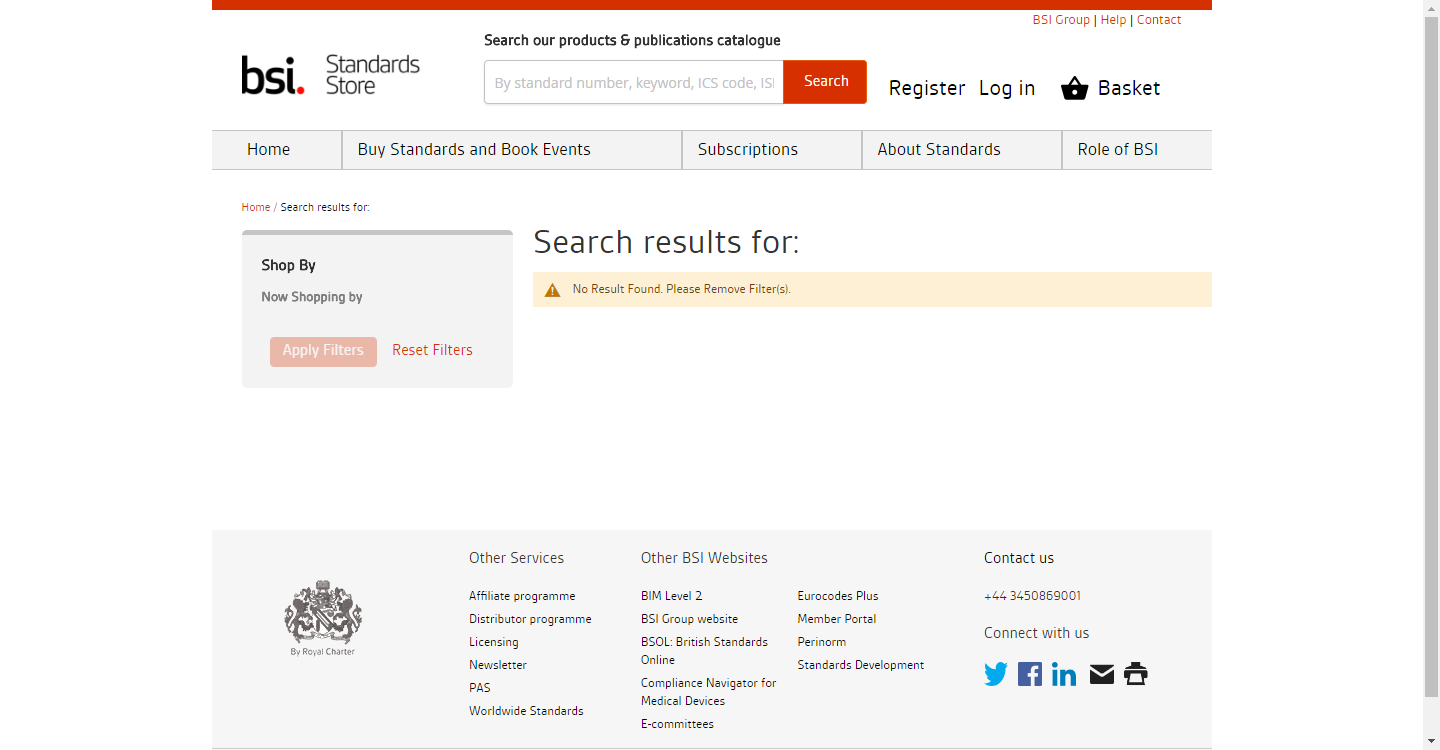 BSI Group | Help | Contact
Search our products & publications catalogue
bsi. Standards Store
By standard number, keyword, ICS code, ISI
Search
Register Log in Basket
Home Buy Standards and Book Events Subscriptions About Standards Role of BSI
Home / Search results for:
Shop By
Now Shopping by
Apply Filters Reset Filters
Search results for:
No Result Found. Please Remove Filter(s).
By Royal Charter
Other Services
Affiliate programme
Distributor programme
Licensing
Newsletter
PAS
Worldwide Standards
Other BSI Websites
BIM Level 2
BSI Group website
BSOL: British Standards
Online
Compliance Navigator for
Medical Devices
E-committees
Eurocodes Plus
Member Portal
Perinorm
Standards Development
Contact us
+44 3450869001
Connect with us